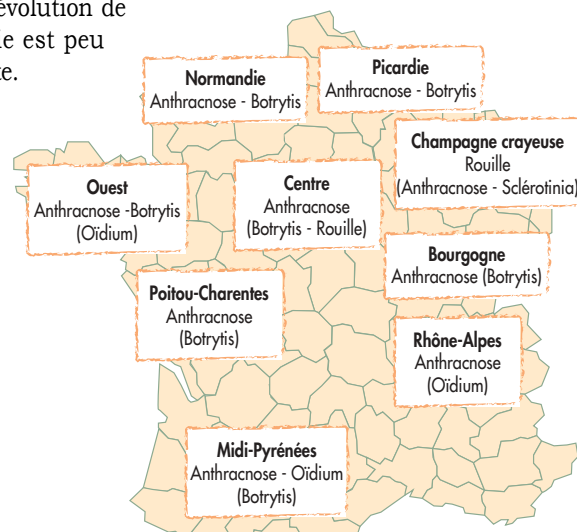 évolution de
e est peu
e.
Normandie
Anthracnose - Botrytis
Picardie
Anthracnose - Botrytis
Champagne crayeuse
Rouille
(Anthracnose - Sclérotinia)
Ouest
Anthracnose -Botrytis
(Oïdium)
Centre
Anthracnose
(Botrytis - Rouille)
Bourgogne
Anthracnose (Botrytis)
Poitou-Charentes
Anthracnose
(Botrytis)
Rhône-Alpes
Anthracnose
(Oïdium)
Midi-Pyrénées
Anthracnose - Oïdium
(Botrytis)